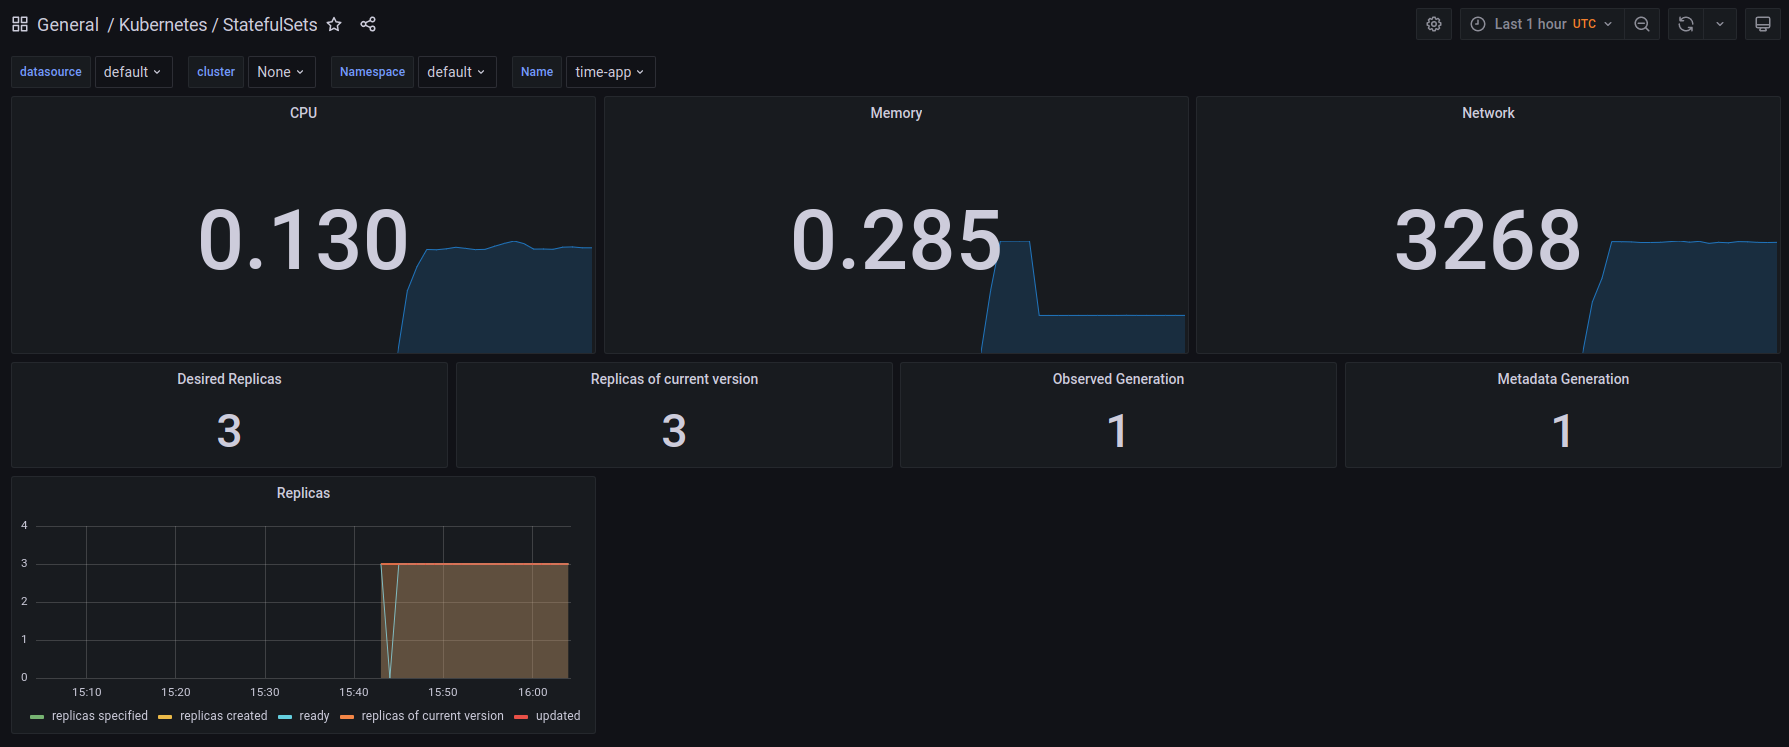 General / Kubernetes / StatefulSets
Last 1 hour UTC
datasource default cluster None Namespace default Name time-app
CPU
0.130
Memory
0.285
Network
3268
Desired Replicas
3
Replicas of current version
3
Observed Generation
1
Metadata Generation
1
Replicas
4
3
2
1
0
15:10 15:20 15:30 15:40 15:50 16:00
replicas specified replicas created ready replicas of current version updated